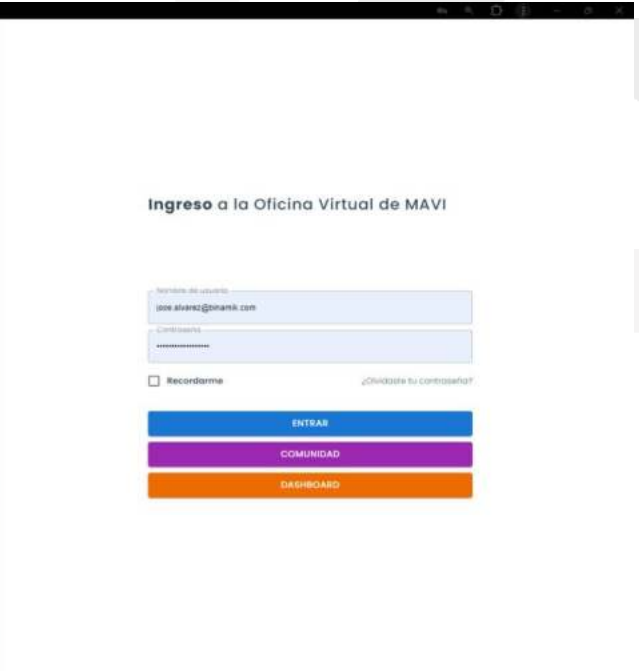 Ingreso a la Oficina Virtual de MAVI
Nombre de usuario
jose.alvarez@binamik.com
Contraseña
Recordarme
¿Olvidaste tu contraseña?
ENTRAR
COMUNIDAD
DASHBOARD